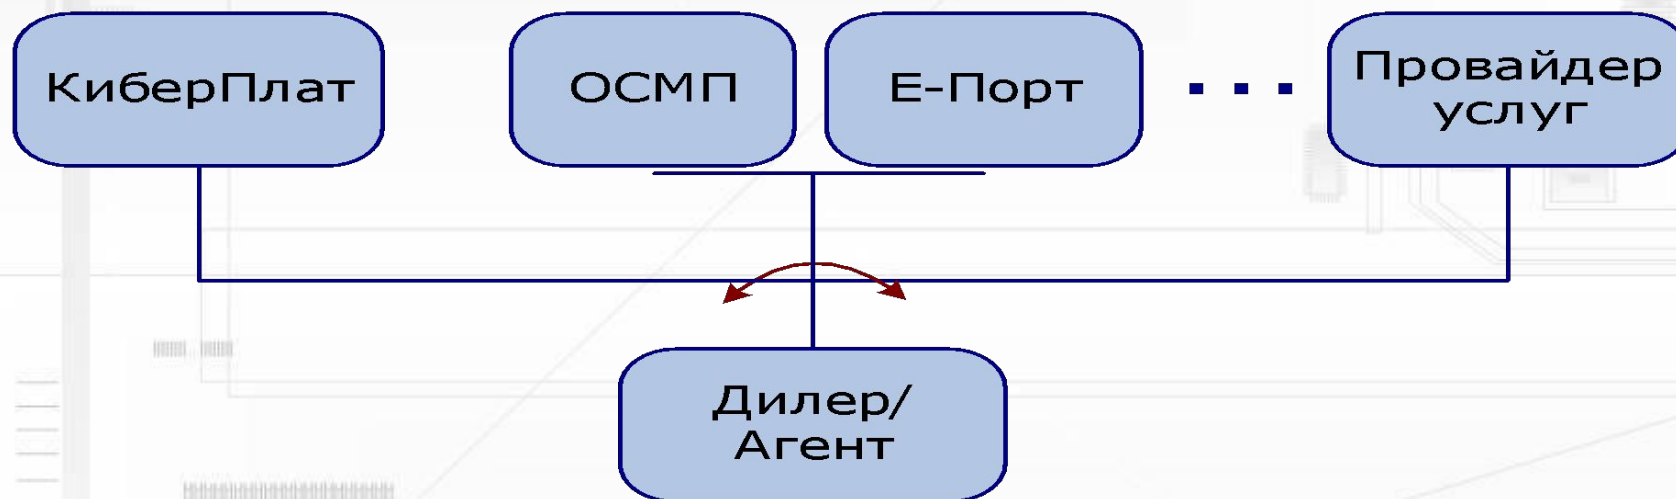 КиберПлат
ОСМП
Е-Порт
Провайдер
услуг
Дилер/
Агент